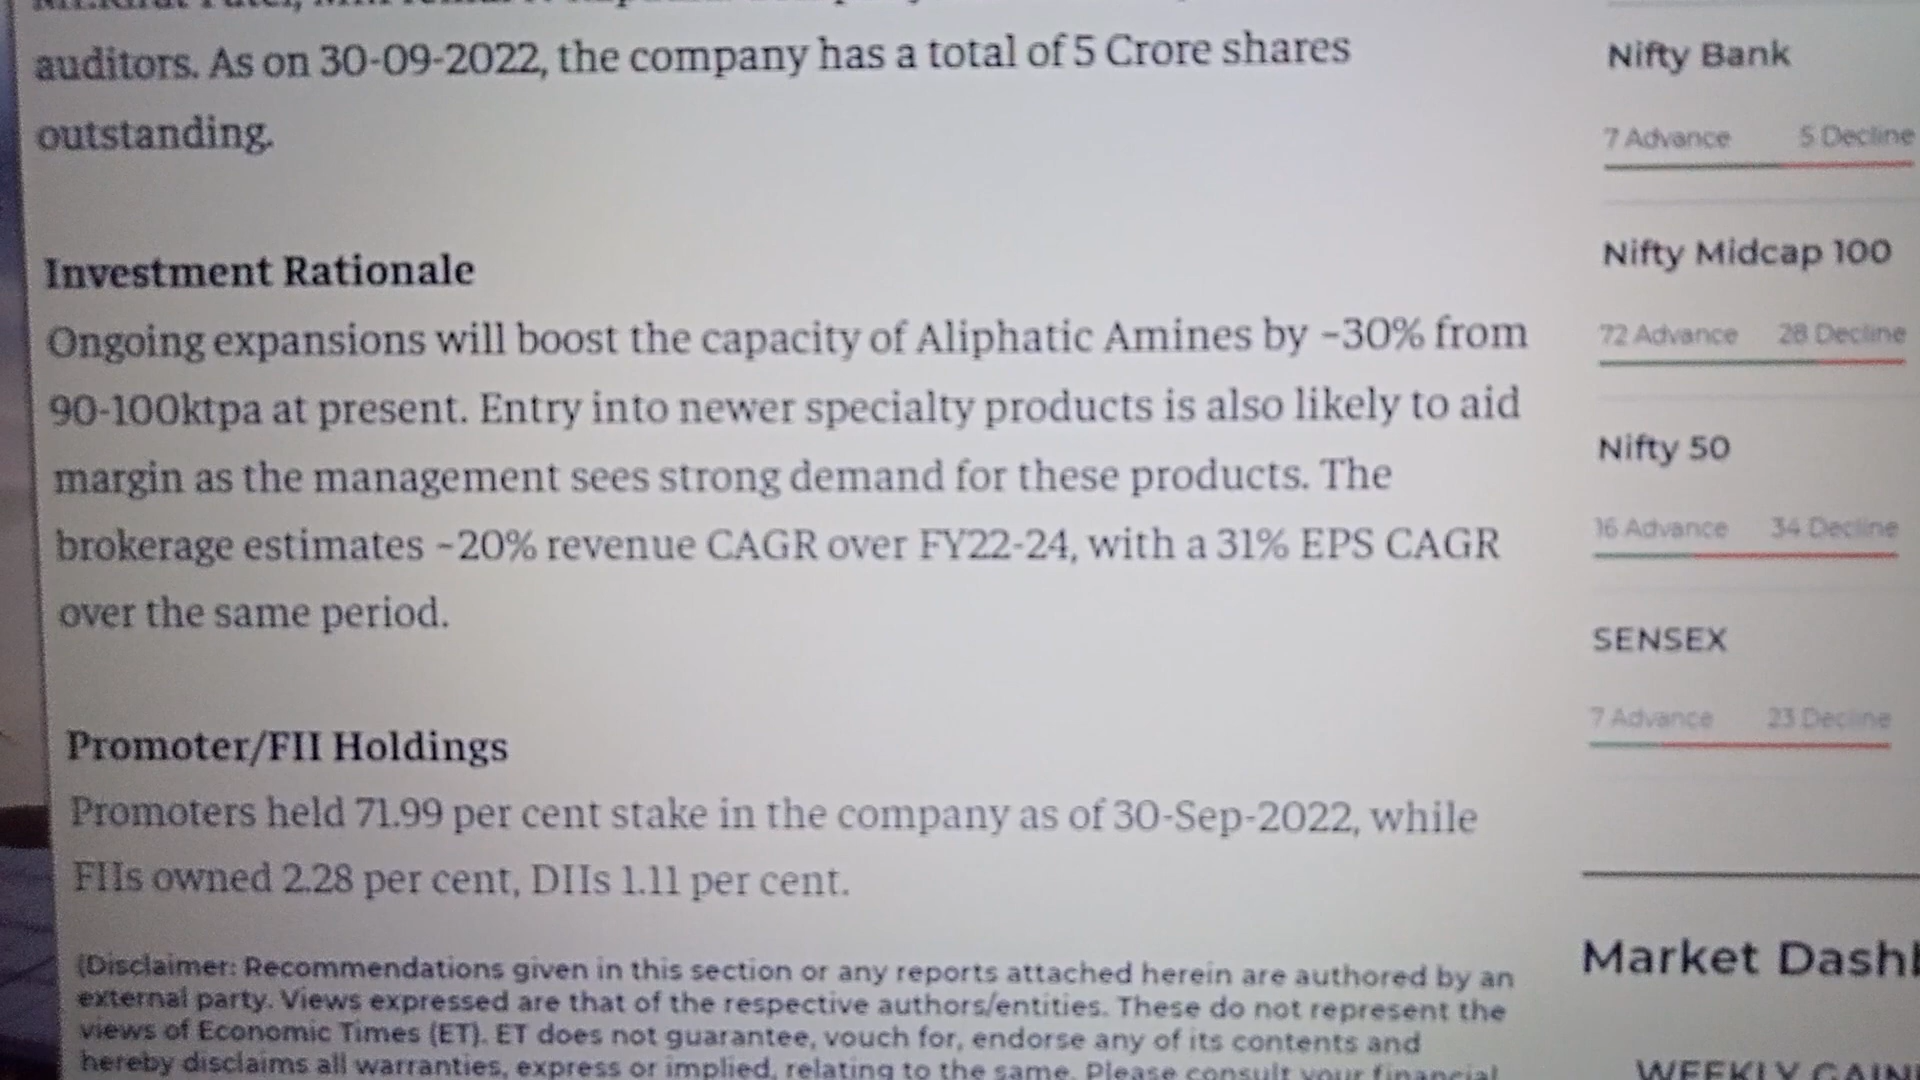 auditors. As on 30-09-2022, the company has a total of 5 Crore shares
outstanding.
Investment Rationale
Ongoing expansions will boost the capacity of Aliphatic Amines by ~30% from
90-100ktpa at present. Entry into newer specialty products is also likely to aid
margin as the management sees strong demand for these products. The
brokerage estimates ~20% revenue CAGR over FY22-24, with a 31% EPS CAGR
over the same period.
Promoter/FII Holdings
Promoters held 71.99 per cent stake in the company as of 30-Sep-2022, while
FIIs owned 2.28 per cent, DIIs 1.11 per cent.
(Disclaimer: Recommendations given in this section or any reports attached herein are authored by an
external party. Views expressed are that of the respective authors/entities. These do not represent the
views of Economic Times (ET). ET does not guarantee, vouch for, endorse any of its contents and
hereby disclaims all warranties, express or implied, relating to the same. Please consult your financial
Nifty Bank
7 Advance 5 Decline
Nifty Midcap 100
72 Advance 28 Decline
Nifty 50
16 Advance 34 Decline
SENSEX
7 Advance 23 Decline
Market Dash
WEEKLY